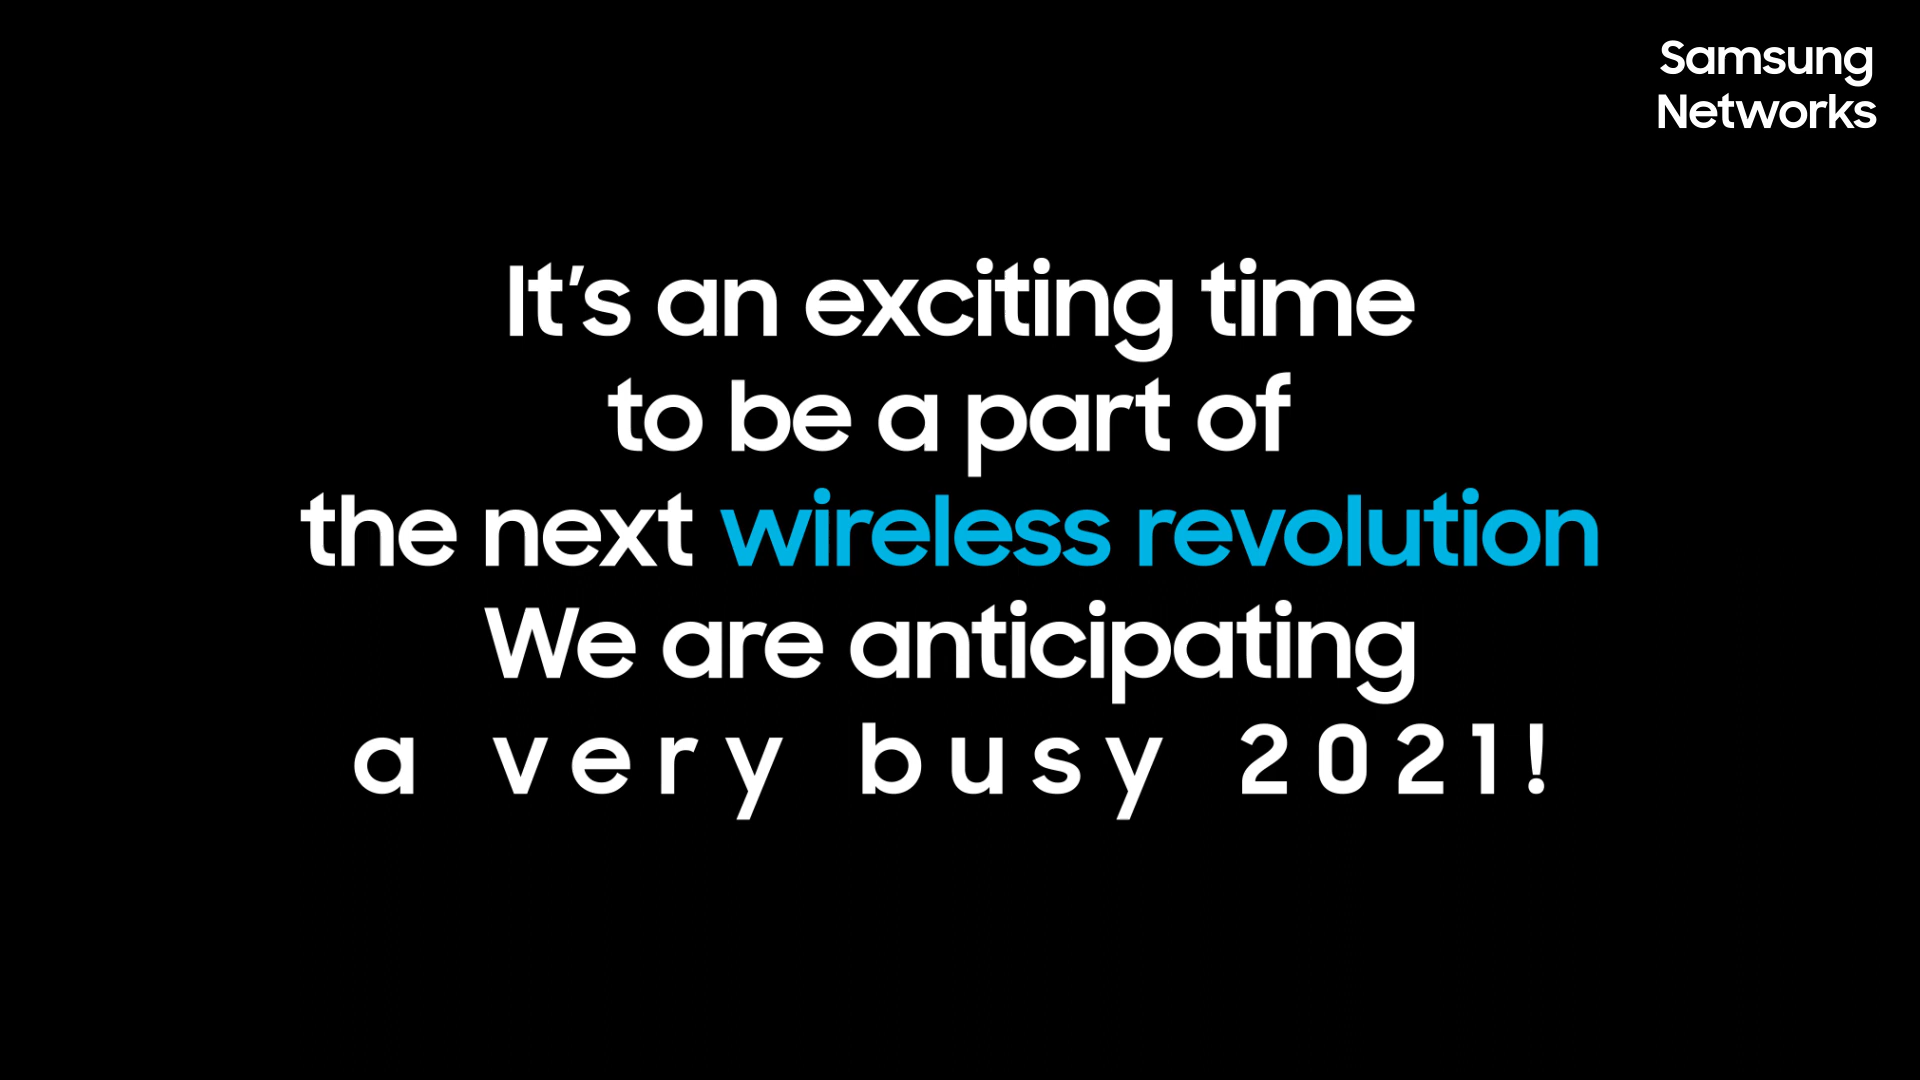 Samsung
Networks
It’s an exciting time
to be a part of
the next wireless revolution
We are anticipating
a very busy 2021!